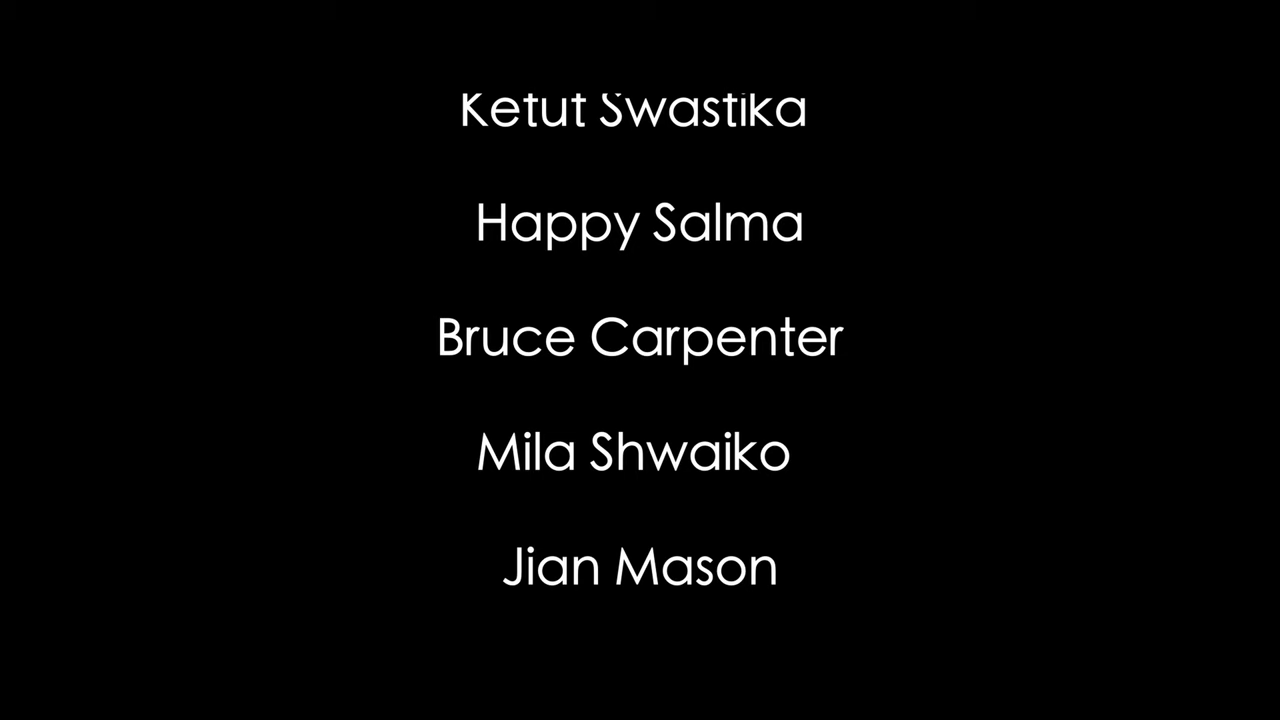 Ketut Swastika
Happy Salma
Bruce Carpenter
Mila Shwaiko
Jian Mason